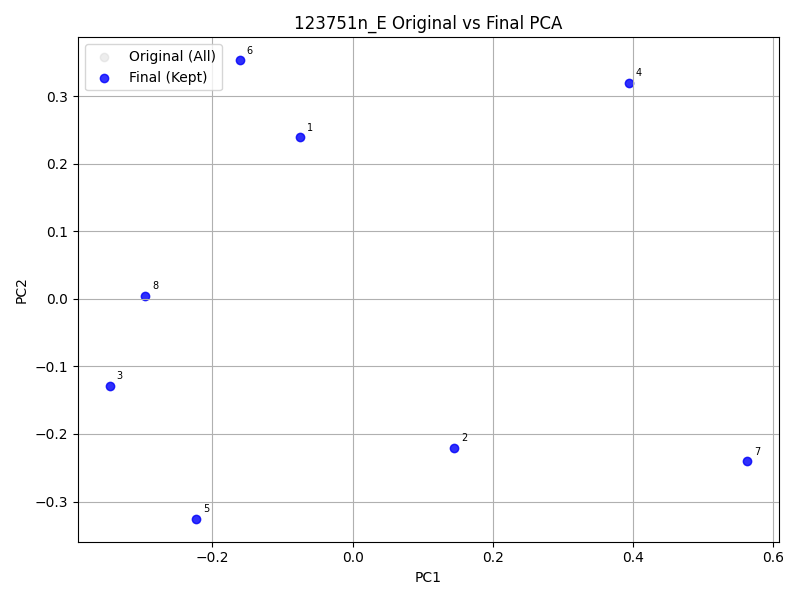 123751n_E Original vs Final PCA
Original (All)
Final (Kept)
6
4
1
8
3
2
7
5
0.3
0.2
0.1
0.0
−0.1
−0.2
−0.3
PC2
−0.2 0.0 0.2 0.4 0.6
PC1